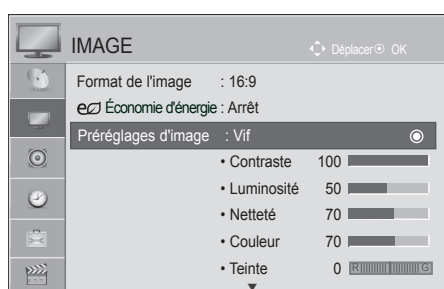 IMAGE Déplacer OK
Format de l'image : 16:9
Économie d'énergie : Arrêt
Préréglages d'image : Vif
• Contraste 100
• Luminosité 50
• Netteté 70
• Couleur 70
• Teinte 0 R G